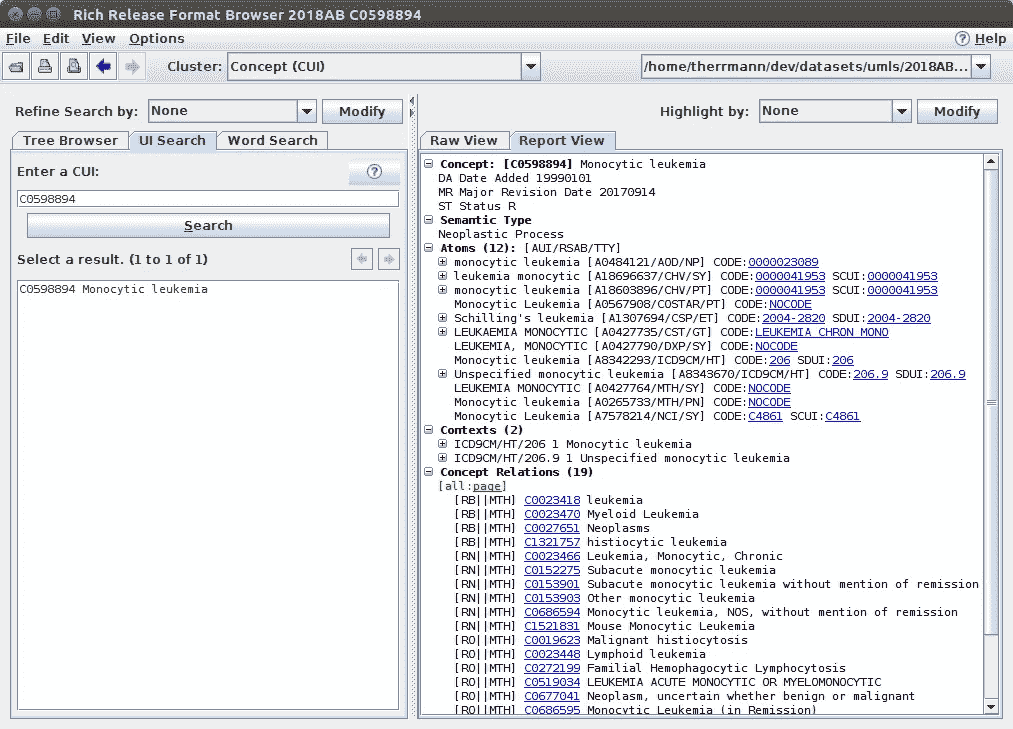 Rich Release Format Browser 2018AB C0598894
File Edit View Options Help
Cluster: Concept (CUI) /home/therrmann/dev/datasets/umls/2018AB...
Refine Search by: None Modify
Highlight by: None Modify
Tree Browser UI Search Word Search
Raw View Report View
Enter a CUI:
C0598894
Search
Select a result. (1 to 1 of 1)
C0598894 Monocytic leukemia
Concept: [C0598894] Monocytic leukemia
DA Date Added 19990101
MR Major Revision Date 20170914
ST Status R
Semantic Type
Neoplastic Process
Atoms (12): [AUI/RSAB/TTY]
monocytic leukemia [A0484121/AOD/NP] CODE:0000023089
leukemia monocytic [A18696637/CHV/SY] CODE:0000041953 SCUI:0000041953
monocytic leukemia [A18603896/CHV/PT] CODE:0000041953 SCUI:0000041953
Monocytic Leukemia [A0567908/COSTAR/PT] CODE:NOCODE
Schilling's leukemia [A1307694/CSP/ET] CODE:2004-2820 SDUI:2004-2820
LEUKAEMIA MONOCYTIC [A0427735/CST/GT] CODE:LEUKEMIA CHRON MONO
LEUKEMIA, MONOCYTIC [A0427790/DXP/SY] CODE:NOCODE
Monocytic leukemia [A8342293/ICD9CM/HT] CODE:206 SDUI:206
Unspecified monocytic leukemia [A8343670/ICD9CM/HT] CODE:206.9 SDUI:206.9
LEUKEMIA MONOCYTIC [A0427764/MTH/SY] CODE:NOCODE
Monocytic leukemia [A0265733/MTH/PN] CODE:NOCODE
Monocytic Leukemia [A7578214/NCI/SY] CODE:C4861 SCUI:C4861
Contexts (2)
ICD9CM/HT/206 1 Monocytic leukemia
ICD9CM/HT/206.9 1 Unspecified monocytic leukemia
Concept Relations (19)
[all:page]
[RB||MTH] C0023418 leukemia
[RB||MTH] C0023470 Myeloid Leukemia
[RB||MTH] C0027651 Neoplasms
[RB||MTH] C1321757 histiocytic leukemia
[RN||MTH] C0023466 Leukemia, Monocytic, Chronic
[RN||MTH] C0152275 Subacute monocytic leukemia
[RN||MTH] C0153901 Subacute monocytic leukemia without mention of remission
[RN||MTH] C0153903 Other monocytic leukemia
[RN||MTH] C0686594 Monocytic leukemia, NOS, without mention of remission
[RN||MTH] C1521831 Mouse Monocytic Leukemia
[RO||MTH] C0019623 Malignant histiocytosis
[RO||MTH] C0023448 Lymphoid leukemia
[RO||MTH] C0272199 Familial Hemophagocytic Lymphocytosis
[RO||MTH] C0519034 LEUKEMIA ACUTE MONOCYTIC OR MYELOMONOCYTIC
[RO||MTH] C0677041 Neoplasm, uncertain whether benign or malignant
[RO||MTH] C0686595 Monocytic Leukemia (in Remission)